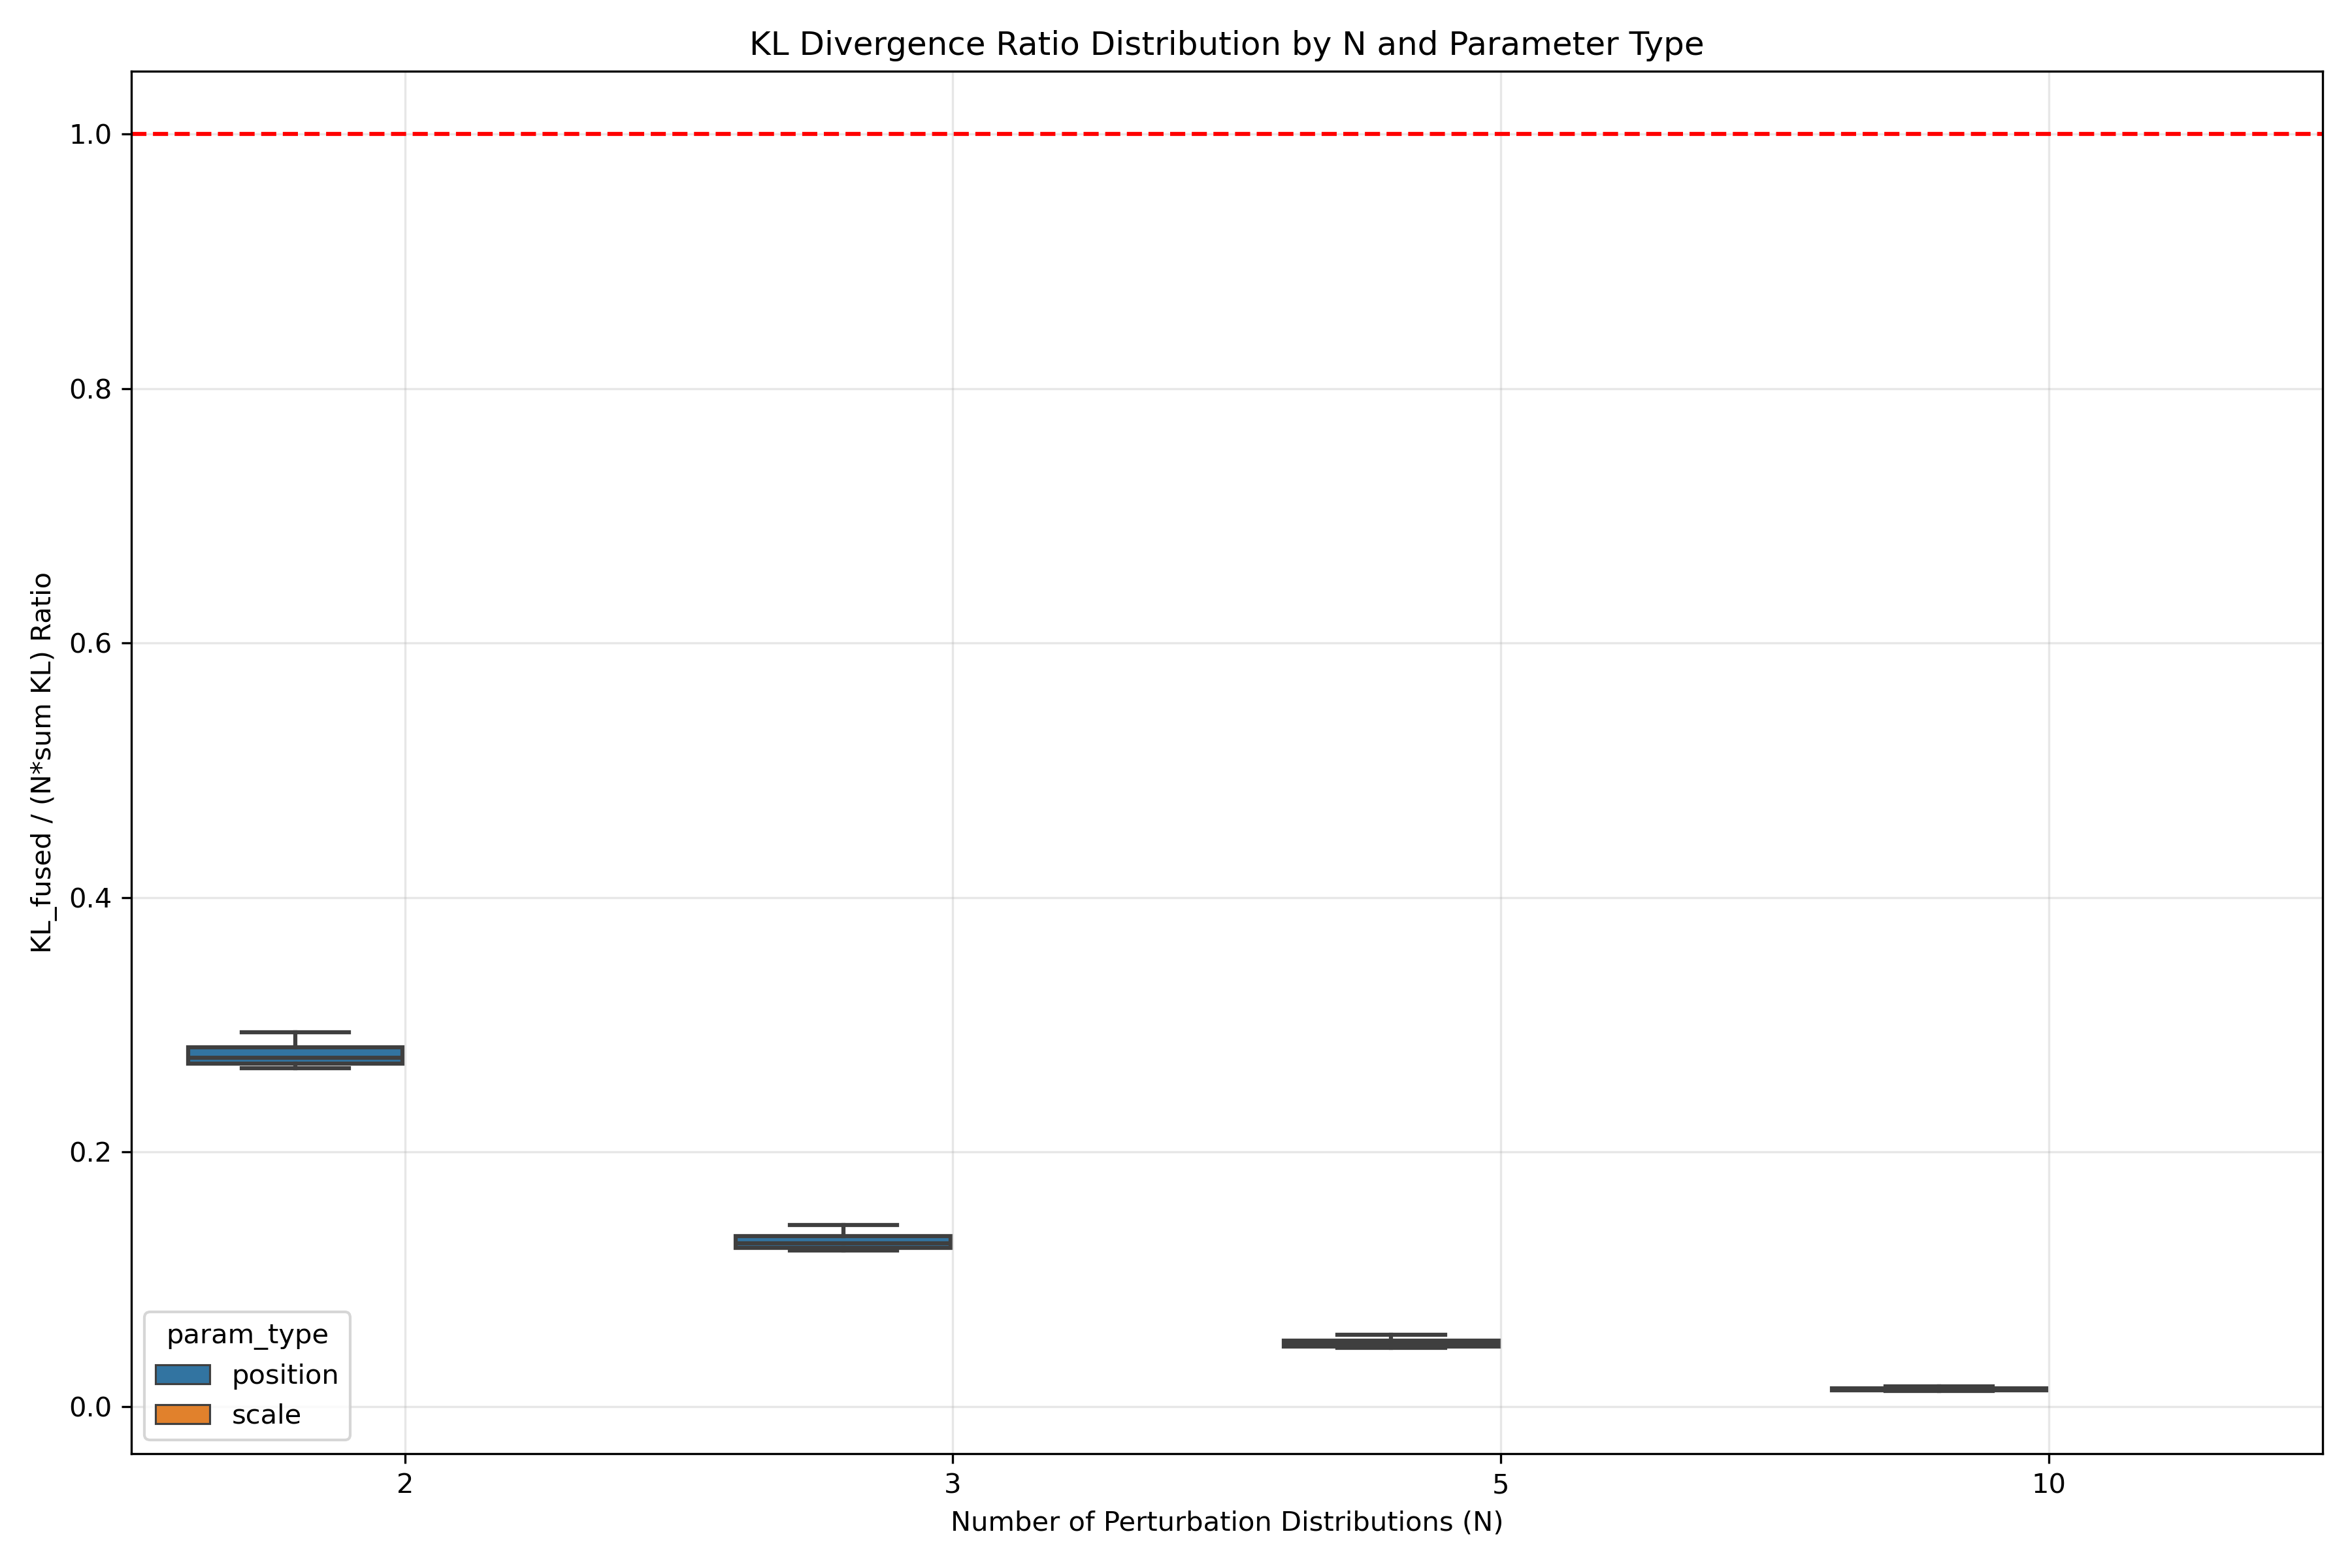 KL Divergence Ratio Distribution by N and Parameter Type
KL_fused / (N*sum KL) Ratio
1.0
0.8
0.6
0.4
0.2
0.0
param_type
position
scale
2
3
5
10
Number of Perturbation Distributions (N)